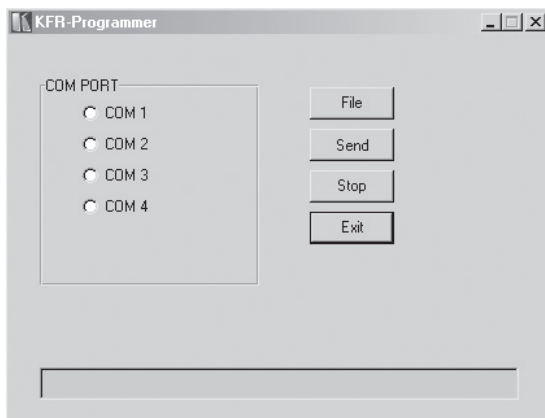 KFR-Programmer
COM PORT
COM 1
COM 2
COM 3
COM 4
File
Send
Stop
Exit